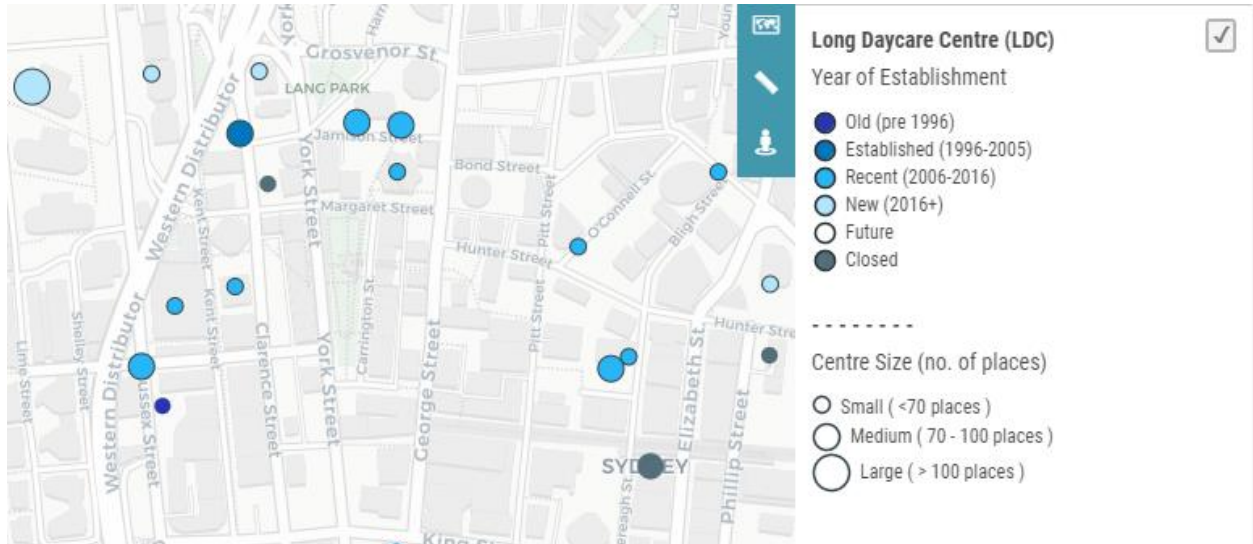 Grosvenor St
York
LANG PARK
Jamison Street
York Street
Bond Street
Western Distributor
Kent Street
Margaret Street
Pitt Street
O'Connell St
Bligh Street
Hunter Street
Kent Street
Carrington St
Pitt Street
Hunter Stre
Shelley Street
Lime Street
Western Distributor
ussex Street
Clarence Street
York Street
George Street
Elizabeth St.
Phillip Street
SYDNEY
ereagh St.
King St
Long Daycare Centre (LDC)
Year of Establishment
Old (pre 1996)
Established (1996-2005)
Recent (2006-2016)
New (2016+)
Future
Closed
- - - - - - - -
Centre Size (no. of places)
Small ( <70 places )
Medium ( 70 - 100 places )
Large ( > 100 places )